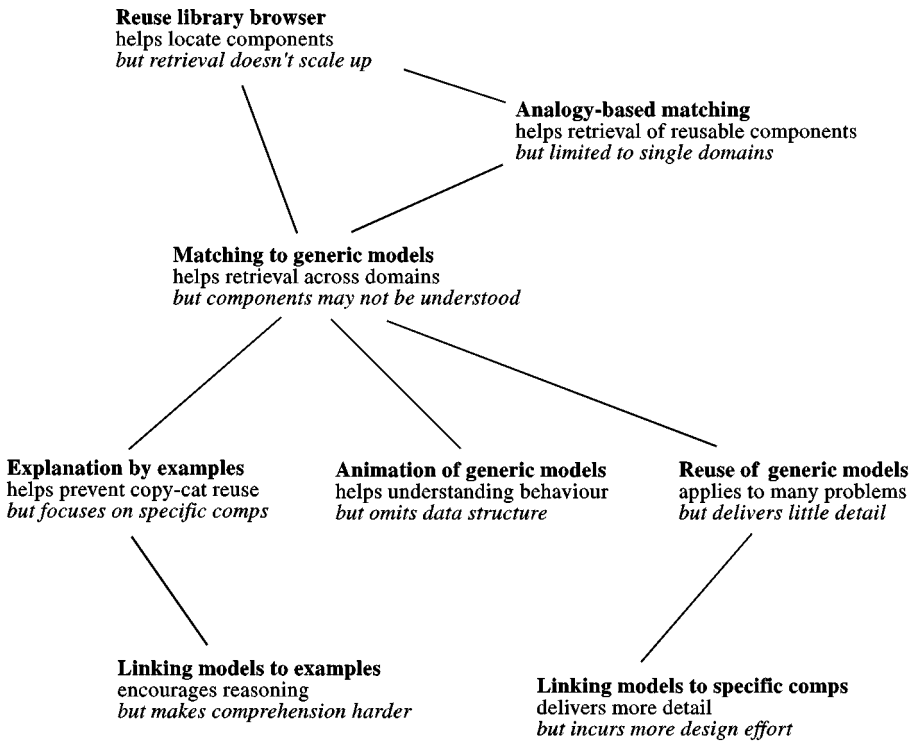 Reuse library browser
helps locate components
but retrieval doesn't scale up
Analogy-based matching
helps retrieval of reusable components
but limited to single domains
Matching to generic models
helps retrieval across domains
but components may not be understood
Explanation by examples
helps prevent copy-cat reuse
but focuses on specific comps
Animation of generic models
helps understanding behaviour
but omits data structure
Reuse of generic models
applies to many problems
but delivers little detail
Linking models to examples
encourages reasoning
but makes comprehension harder
Linking models to specific comps
delivers more detail
but incurs more design effort